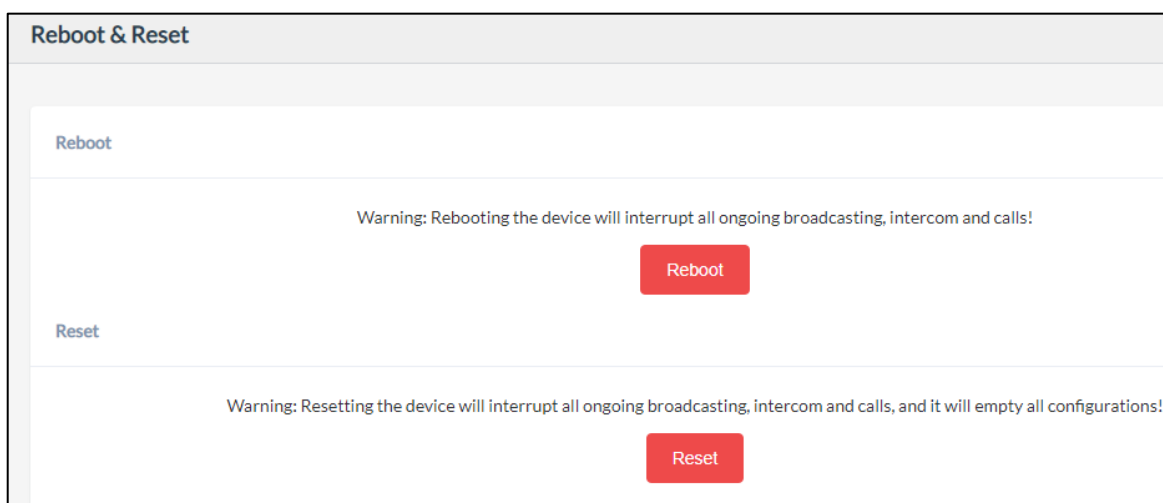 Reboot & Reset
Reboot
Warning: Rebooting the device will interrupt all ongoing broadcasting, intercom and calls!
Reboot
Reset
Warning: Resetting the device will interrupt all ongoing broadcasting, intercom and calls, and it will empty all configurations!
Reset